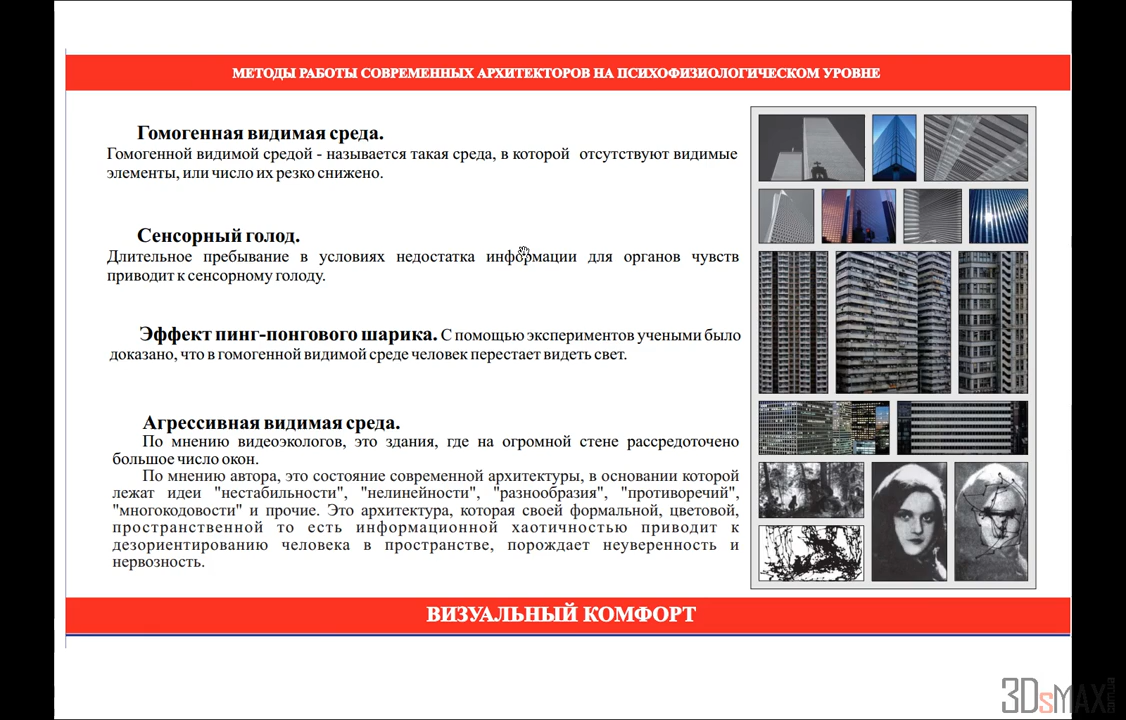 МЕТОДЫ РАБОТЫ СОВРЕМЕННЫХ АРХИТЕКТОРОВ НА ПСИХОФИЗИОЛОГИЧЕСКОМ УРОВНЕ
Гомогенная видимая среда.
Гомогенной видимой средой - называется такая среда, в которой отсутствуют видимые
элементы, или число их резко снижено.
Сенсорный голод.
Длительное пребывание в условиях недостатка информации для органов чувств
приводит к сенсорному голоду.
Эффект пинг-понгового шарика. С помощью экспериментов учеными было
доказано, что в гомогенной видимой среде человек перестает видеть свет.
Агрессивная видимая среда.
По мнению видеоэкологов, это здания, где на огромной стене рассредоточено
большое число окон.
По мнению автора, это состояние современной архитектуры, в основании которой
лежат идеи "нестабильности", "нелинейности", "разнообразия", "противоречий",
"многокодовости" и прочие. Это архитектура, которая своей формальной, цветовой,
пространственной то есть информационной хаотичностью приводит к
дезориентированию человека в пространстве, порождает неуверенность и
нервозность.
ВИЗУАЛЬНЫЙ КОМФОРТ
3DsMAX.com.ua